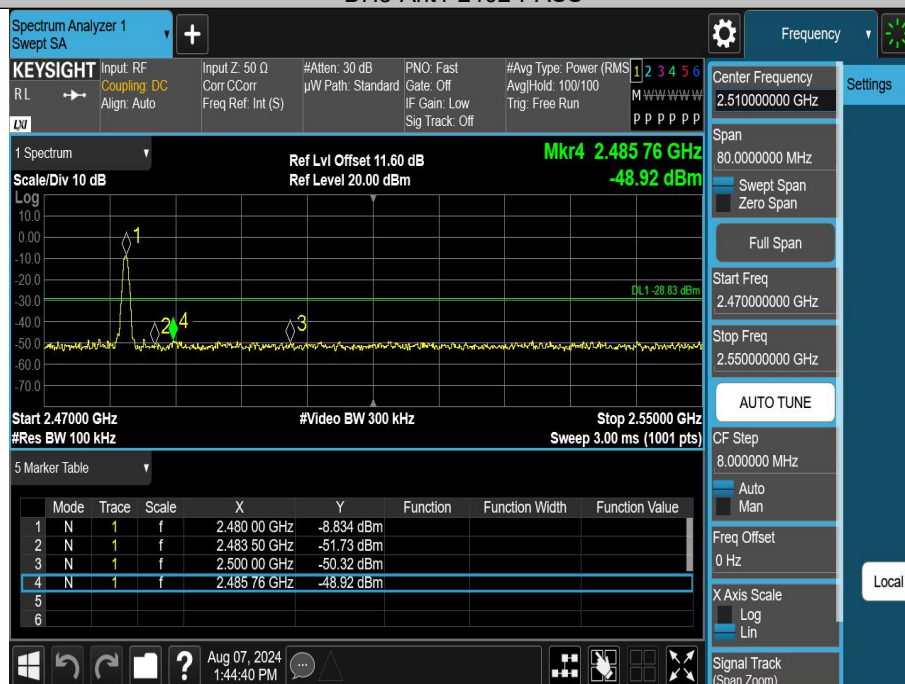 Spectrum Analyzer 1
Swept SA
+
Frequency
KEYSIGHT
RL
LXI
Input: RF
Coupling: DC
Align: Auto
Input Z: 50 Ω
Corr CCorr
Freq Ref: Int (S)
#Atten: 30 dB
µW Path: Standard
PNO: Fast
Gate: Off
IF Gain: Low
Sig Track: Off
#Avg Type: Power (RMS
Avg|Hold: 100/100
Trig: Free Run
1 2 3 4 5 6
M W W W W W
P P P P P P
1 Spectrum
Scale/Div 10 dB
Ref Lvl Offset 11.60 dB
Ref Level 20.00 dBm
Mkr4 2.485 76 GHz
-48.92 dBm
Log
10.0
0.00
-10.0
-20.0
-30.0
-40.0
-50.0
-60.0
-70.0
1
2
4
3
DL1 -28.83 dBm
Start 2.47000 GHz
#Video BW 300 kHz
Stop 2.55000 GHz
#Res BW 100 kHz
Sweep 3.00 ms (1001 pts)
5 Marker Table
Mode Trace Scale X Y Function Function Width Function Value
1 N 1 f 2.480 00 GHz -8.834 dBm
2 N 1 f 2.483 50 GHz -51.73 dBm
3 N 1 f 2.500 00 GHz -50.32 dBm
4 N 1 f 2.485 76 GHz -48.92 dBm
5
6
?
Aug 07, 2024
1:44:40 PM
Center Frequency
2.510000000 GHz
Settings
Span
80.0000000 MHz
Swept Span
Zero Span
Full Span
Start Freq
2.470000000 GHz
Stop Freq
2.550000000 GHz
AUTO TUNE
CF Step
8.000000 MHz
Auto
Man
Freq Offset
0 Hz
X Axis Scale
Log
Lin
Local
Signal Track
(Span Zoom)